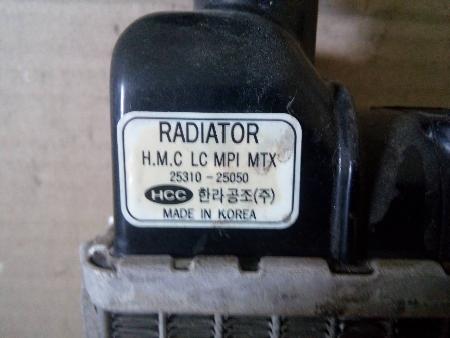 RADIATOR
H.M.C LC MPI MTX
25310-25050
HCC 한라공조(주)
MADE IN KOREA